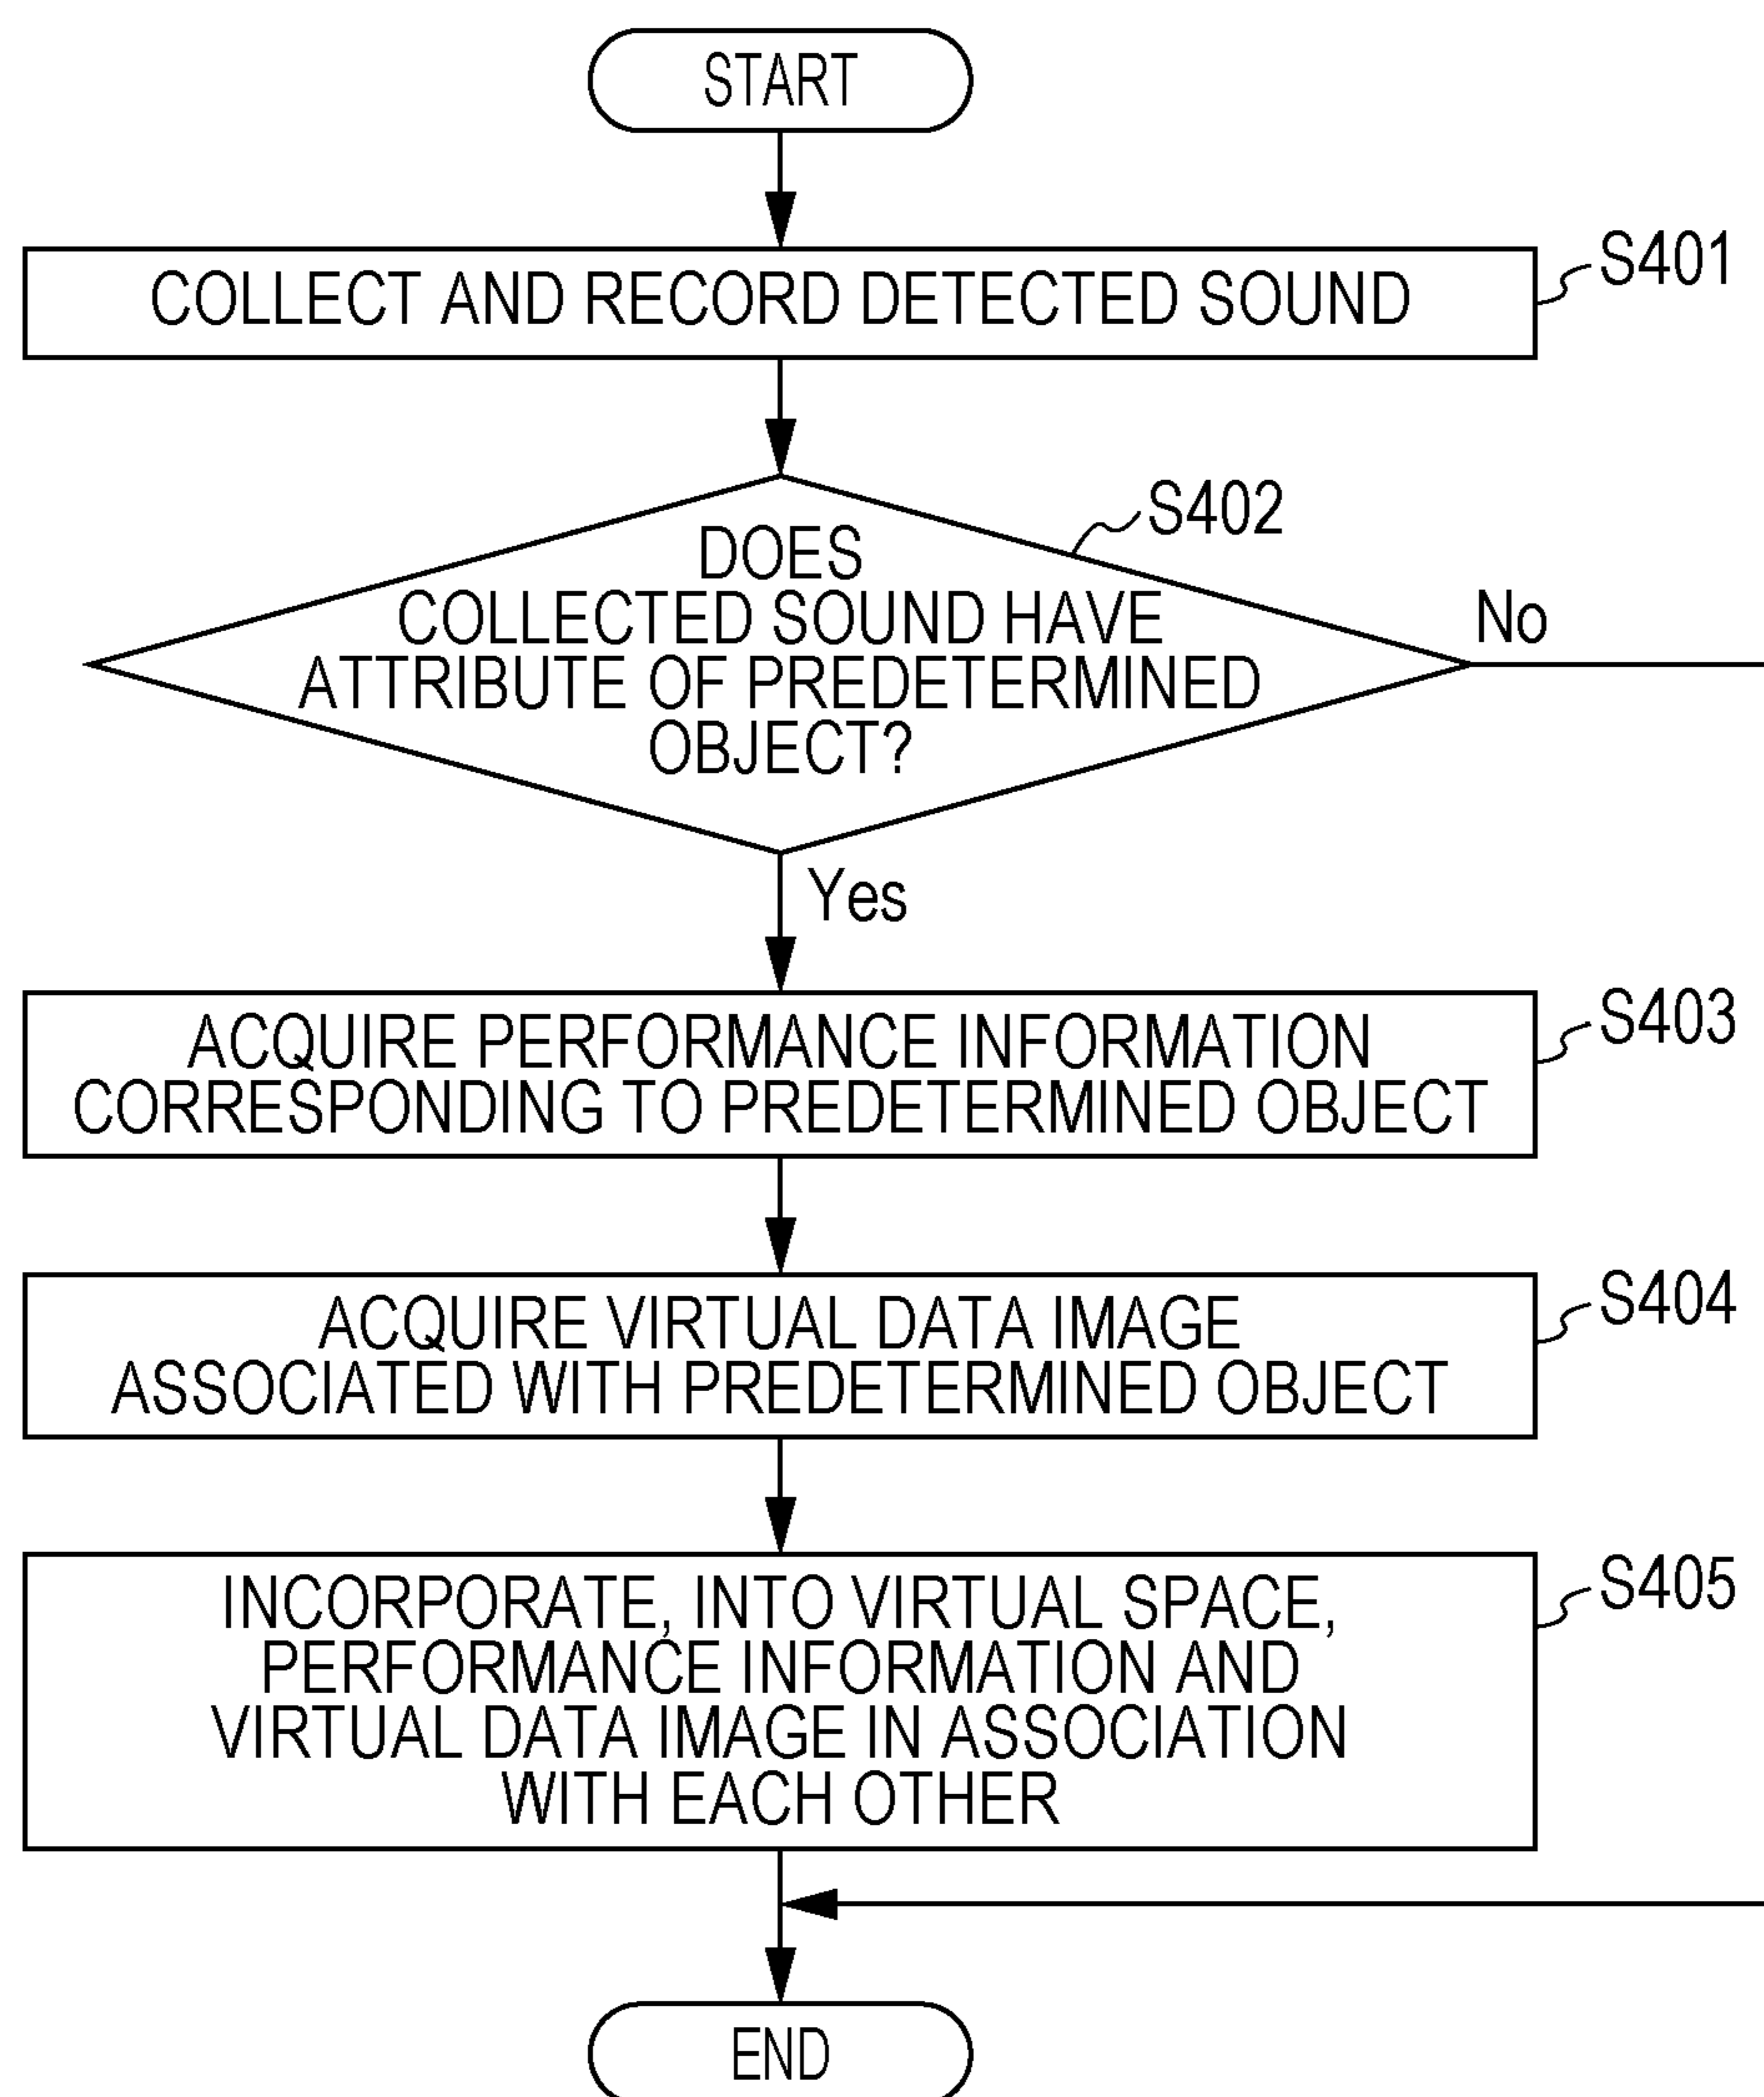 START
COLLECT AND RECORD DETECTED SOUND
S401
S402
DOES
COLLECTED SOUND HAVE
ATTRIBUTE OF PREDETERMINED
OBJECT?
No
Yes
ACQUIRE PERFORMANCE INFORMATION
CORRESPONDING TO PREDETERMINED OBJECT
S403
ACQUIRE VIRTUAL DATA IMAGE
ASSOCIATED WITH PREDETERMINED OBJECT
S404
INCORPORATE, INTO VIRTUAL SPACE,
PERFORMANCE INFORMATION AND
VIRTUAL DATA IMAGE IN ASSOCIATION
WITH EACH OTHER
S405
END